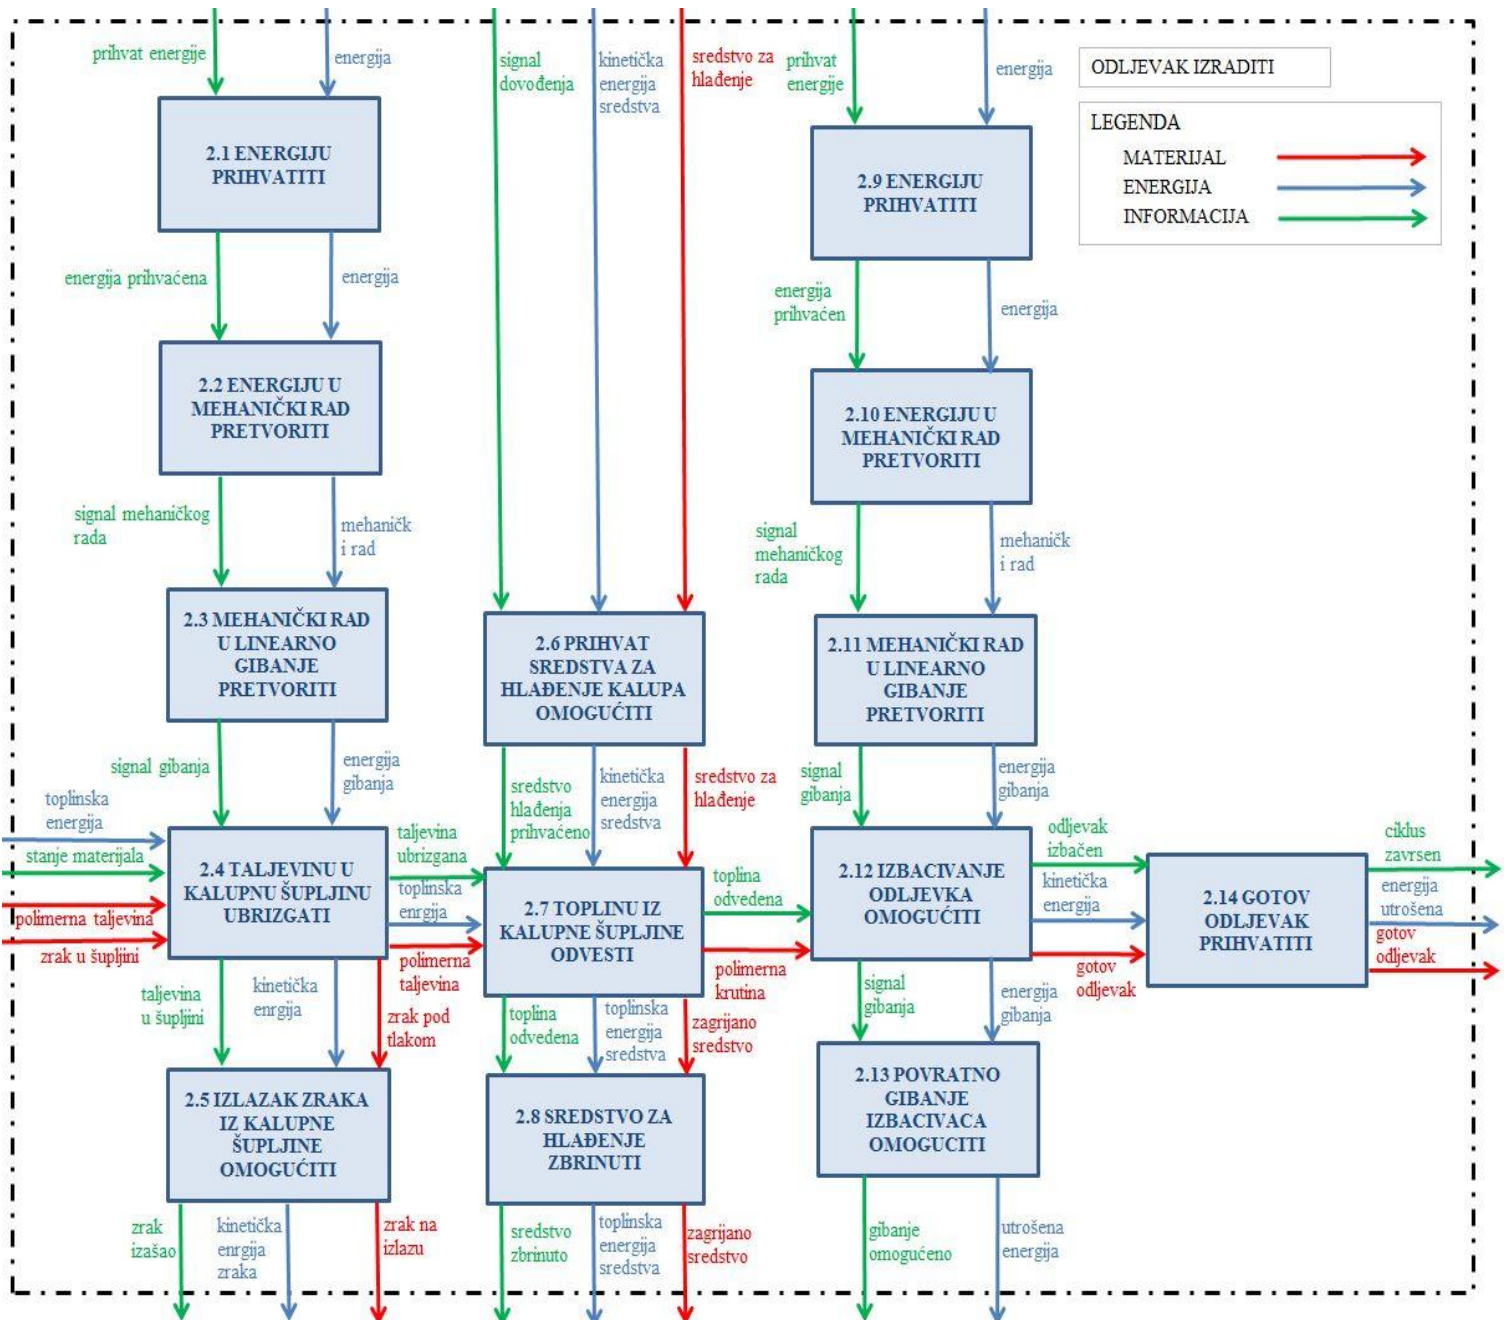 prihvat energije
energija
signal
dovođenja
kinetička
energija
sredstva
sredstvo za
hlađenje
prihvat
energije
energija
ODLJEVAK IZRADITI
LEGENDA
MATERIJAL
ENERGIJA
INFORMACIJA
2.1 ENERGIJU
PRIHVATITI
2.9 ENERGIJU
PRIHVATITI
energija prihvaćena
energija
energija
prihvaćen
energija
2.2 ENERGIJU U
MEHANIČKI RAD
PRETVORITI
2.10 ENERGIJU U
MEHANIČKI RAD
PRETVORITI
signal mehaničkog
rada
mehaničk
i rad
signal
mehaničkog
rada
mehaničk
i rad
2.3 MEHANIČKI RAD
U LINEARNO
GIBANJE
PRETVORITI
2.6 PRIHVAT
SREDSTVA ZA
HLAĐENJE KALUPA
OMOGUĆITI
2.11 MEHANIČKI RAD
U LINEARNO
GIBANJE
PRETVORITI
signal gibanja
energija
gibanja
sredstvo
hlađenja
prihvaćeno
kinetička
energija
sredstva
sredstvo za
hlađenje
signal
gibanja
energija
gibanja
toplinska
energija
stanje materijala
polimerna taljevina
zrak u šupljini
2.4 TALJEVINU U
KALUPNU ŠUPLJINU
UBRIZGATI
taljevina
ubrizgana
toplinska
enrgija
polimerna
taljevina
2.7 TOPLINU IZ
KALUPNE ŠUPLJINE
ODVESTI
toplina
odvedena
polimerna
krutina
2.12 IZBACIVANJE
ODLJEVKA
OMOGUĆITI
odljevak
izbačen
kinetička
energija
gotov
odljevak
2.14 GOTOV
ODLJEVAK
PRIHVATITI
ciklus
zavrsen
energija
utrošena
gotov
odljevak
taljevina
u šupljini
kinetička
enrgija
zrak pod
tlakom
toplina
odvedena
toplinska
energija
sredstva
zagrijano
sredstvo
signal
gibanja
energija
gibanja
2.5 IZLAZAK ZRAKA
IZ KALUPNE
ŠUPLJINE
OMOGUĆITI
2.8 SREDSTVO ZA
HLAĐENJE
ZBRINUTI
2.13 POVRATNO
GIBANJE
IZBACIVACA
OMOGUCITI
zrak
izašao
kinetička
enrgija
zraka
zrak na
izlazu
sredstvo
zbrinuto
toplinska
energija
sredstva
zagrijano
sredstvo
gibanje
omogućeno
utrošena
energija